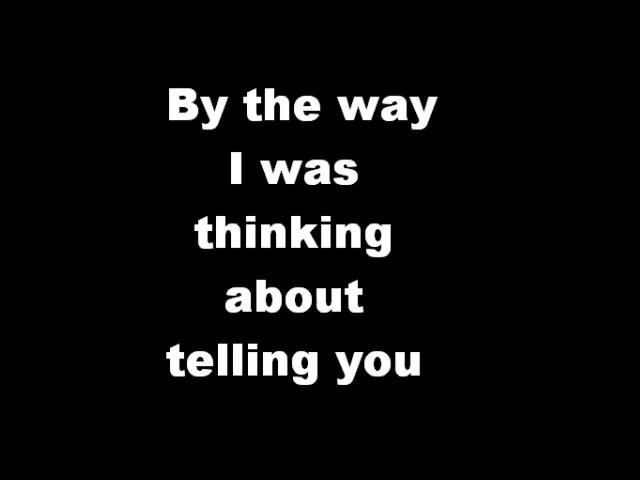 By the way
I was
thinking
about
telling you